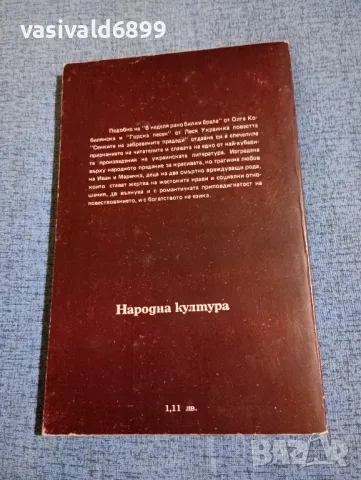 vasivald6899
Подобно на "В неделя рано билки брала" от Олга Ко-
билянска и "Горска песен" от Леся Украинка повестта
"Сенките на забравените прадеди" отдавна си е спечелила
признанието на читателите и славата на едно от най-хубави-
те произведения на украинската литература. Изградена
върху народното предание за красивата, но трагична любов
на Иван и Маричка, деца на два смъртно враждуващи рода,
които стават жертва на жестоките нрави и социални отно-
шения, да вълнува и с романтичната приповдигнатост на
повествованието, и с богатството на езика.
Народна култура
1,11 лв.
BAZAR